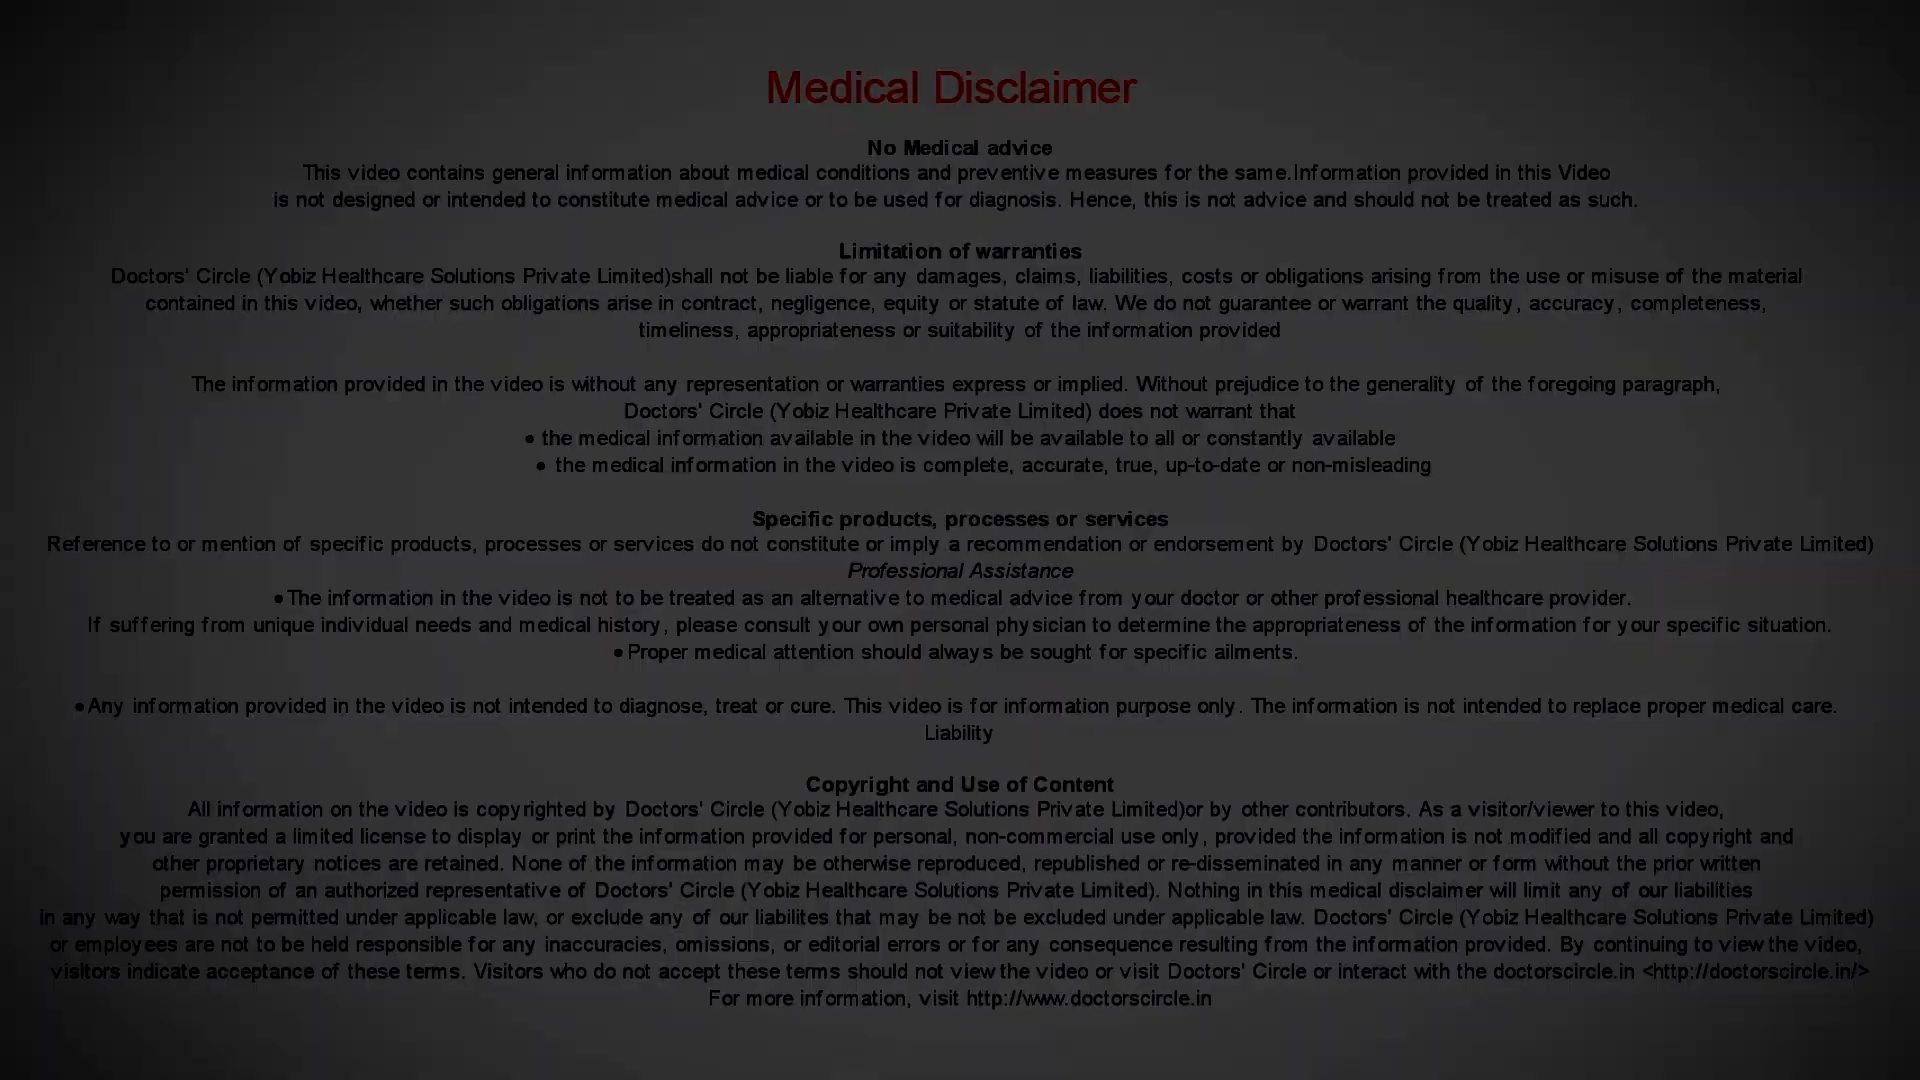 Medical Disclaimer
No Medical advice
This video contains general information about medical conditions and preventive measures for the same.Information provided in this Video
is not designed or intended to constitute medical advice or to be used for diagnosis. Hence, this is not advice and should not be treated as such.
Limitation of warranties
Doctors' Circle (Yobiz Healthcare Solutions Private Limited)shall not be liable for any damages, claims, liabilities, costs or obligations arising from the use or misuse of the material
contained in this video, whether such obligations arise in contract, negligence, equity or statute of law. We do not guarantee or warrant the quality, accuracy, completeness,
timeliness, appropriateness or suitability of the information provided
The information provided in the video is without any representation or warranties express or implied. Without prejudice to the generality of the foregoing paragraph,
Doctors' Circle (Yobiz Healthcare Private Limited) does not warrant that
• the medical information available in the video will be available to all or constantly available
• the medical information in the video is complete, accurate, true, up-to-date or non-misleading
Specific products, processes or services
Reference to or mention of specific products, processes or services do not constitute or imply a recommendation or endorsement by Doctors' Circle (Yobiz Healthcare Solutions Private Limited)
Professional Assistance
•The information in the video is not to be treated as an alternative to medical advice from your doctor or other professional healthcare provider.
If suffering from unique individual needs and medical history, please consult your own personal physician to determine the appropriateness of the information for your specific situation.
•Proper medical attention should always be sought for specific ailments.
•Any information provided in the video is not intended to diagnose, treat or cure. This video is for information purpose only. The information is not intended to replace proper medical care.
Liability
Copyright and Use of Content
All information on the video is copyrighted by Doctors' Circle (Yobiz Healthcare Solutions Private Limited)or by other contributors. As a visitor/viewer to this video,
you are granted a limited license to display or print the information provided for personal, non-commercial use only, provided the information is not modified and all copyright and
other proprietary notices are retained. None of the information may be otherwise reproduced, republished or re-disseminated in any manner or form without the prior written
permission of an authorized representative of Doctors' Circle (Yobiz Healthcare Solutions Private Limited). Nothing in this medical disclaimer will limit any of our liabilities
in any way that is not permitted under applicable law, or exclude any of our liabilites that may be not be excluded under applicable law. Doctors' Circle (Yobiz Healthcare Solutions Private Limited)
or employees are not to be held responsible for any inaccuracies, omissions, or editorial errors or for any consequence resulting from the information provided. By continuing to view the video,
visitors indicate acceptance of these terms. Visitors who do not accept these terms should not view the video or visit Doctors' Circle or interact with the doctorscircle.in <http://doctorscircle.in/>
For more information, visit http://www.doctorscircle.in